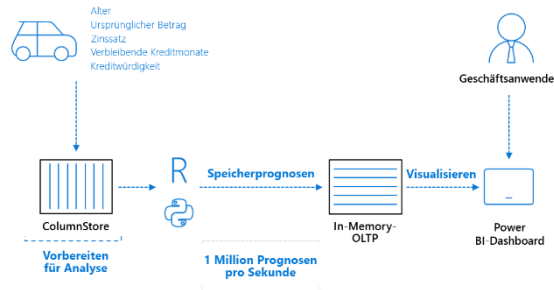 Alter
Ursprünglicher Betrag
Zinssatz
Verbleibende Kreditmonate
Kreditwürdigkeit
Geschäftsanwende
R
Speicherprognosen
Visualisieren
ColumnStore
In-Memory-
OLTP
Power
BI-Dashboard
Vorbereiten
für Analyse
1 Million Prognosen
pro Sekunde